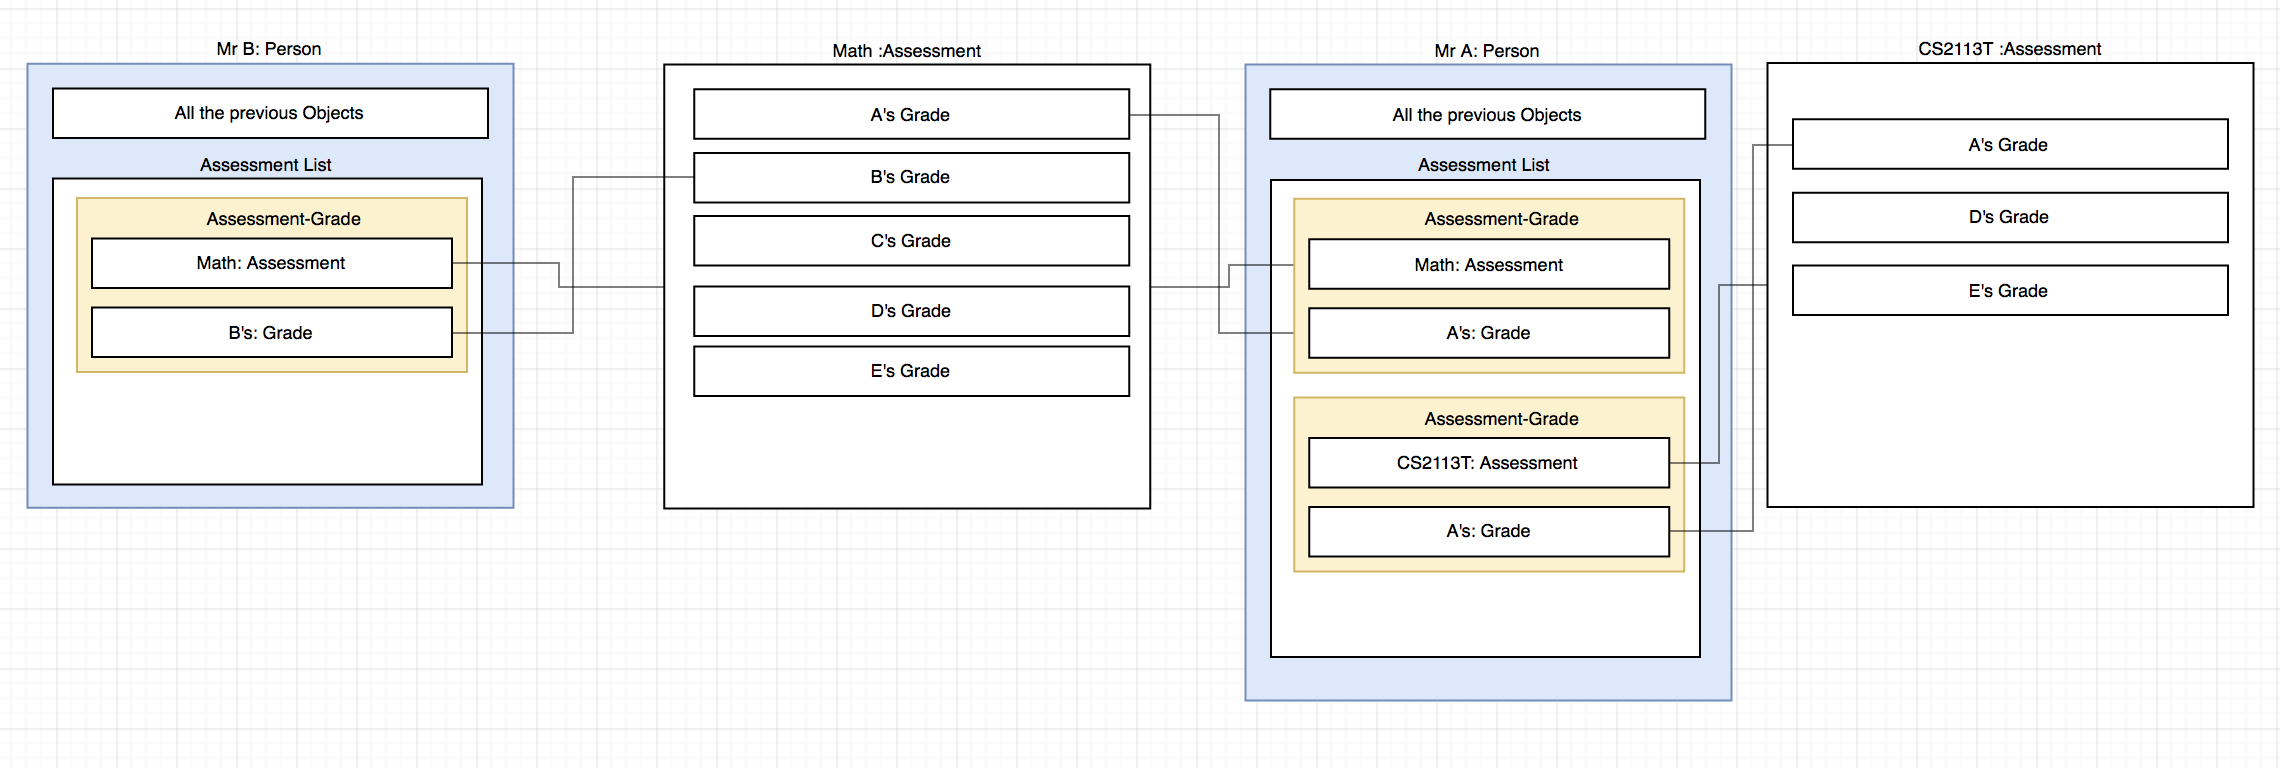 Mr B: Person
All the previous Objects
Assessment List
Assessment-Grade
Math: Assessment
B's: Grade
Math :Assessment
A's Grade
B's Grade
C's Grade
D's Grade
E's Grade
Mr A: Person
All the previous Objects
Assessment List
Assessment-Grade
Math: Assessment
A's: Grade
Assessment-Grade
CS2113T: Assessment
A's: Grade
CS2113T :Assessment
A's Grade
D's Grade
E's Grade